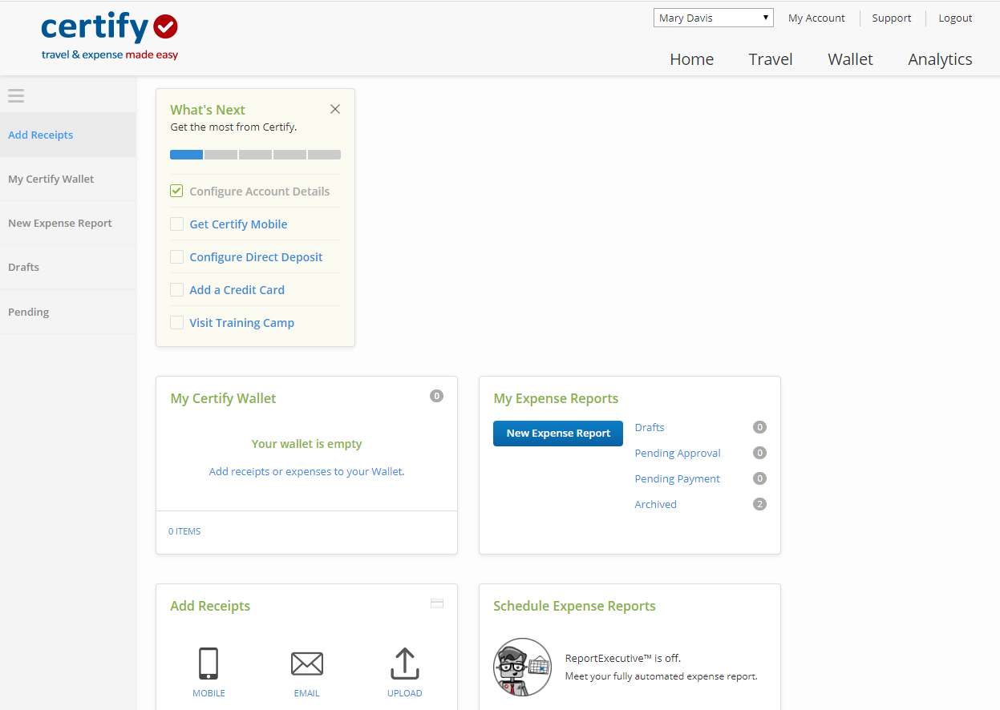 certify
travel & expense made easy
Mary Davis
My Account
Support
Logout
Home
Travel
Wallet
Analytics
Add Receipts
My Certify Wallet
New Expense Report
Drafts
Pending
What's Next
Get the most from Certify.
Configure Account Details
Get Certify Mobile
Configure Direct Deposit
Add a Credit Card
Visit Training Camp
My Certify Wallet
0
Your wallet is empty
Add receipts or expenses to your Wallet.
0 ITEMS
My Expense Reports
New Expense Report
Drafts 0
Pending Approval 0
Pending Payment 0
Archived 2
Add Receipts
MOBILE
EMAIL
UPLOAD
Schedule Expense Reports
ReportExecutive™ is off.
Meet your fully automated expense report.